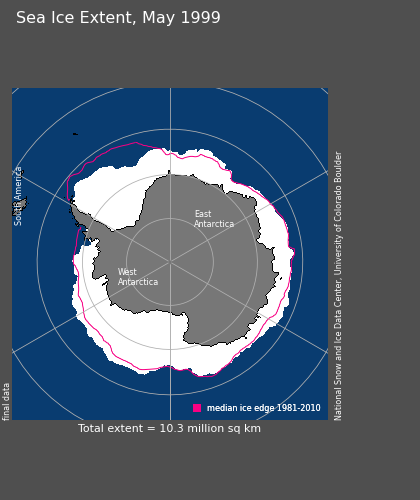 Sea Ice Extent, May 1999
South America
East
Antarctica
West
Antarctica
National Snow and Ice Data Center, University of Colorado Boulder
final data
median ice edge 1981-2010
Total extent = 10.3 million sq km